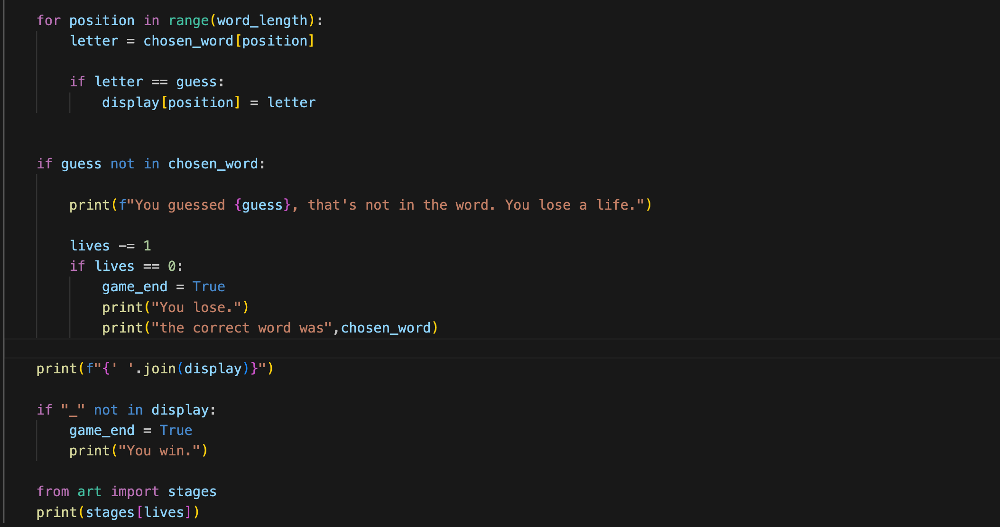 for position in range(word_length):
letter = chosen_word[position]
if letter == guess:
display[position] = letter
if guess not in chosen_word:
print(f"You guessed {guess}, that's not in the word. You lose a life.")
lives -= 1
if lives == 0:
game_end = True
print("You lose.")
print("the correct word was",chosen_word)
print(f"{' '.join(display)}")
if "_" not in display:
game_end = True
print("You win.")
from art import stages
print(stages[lives])